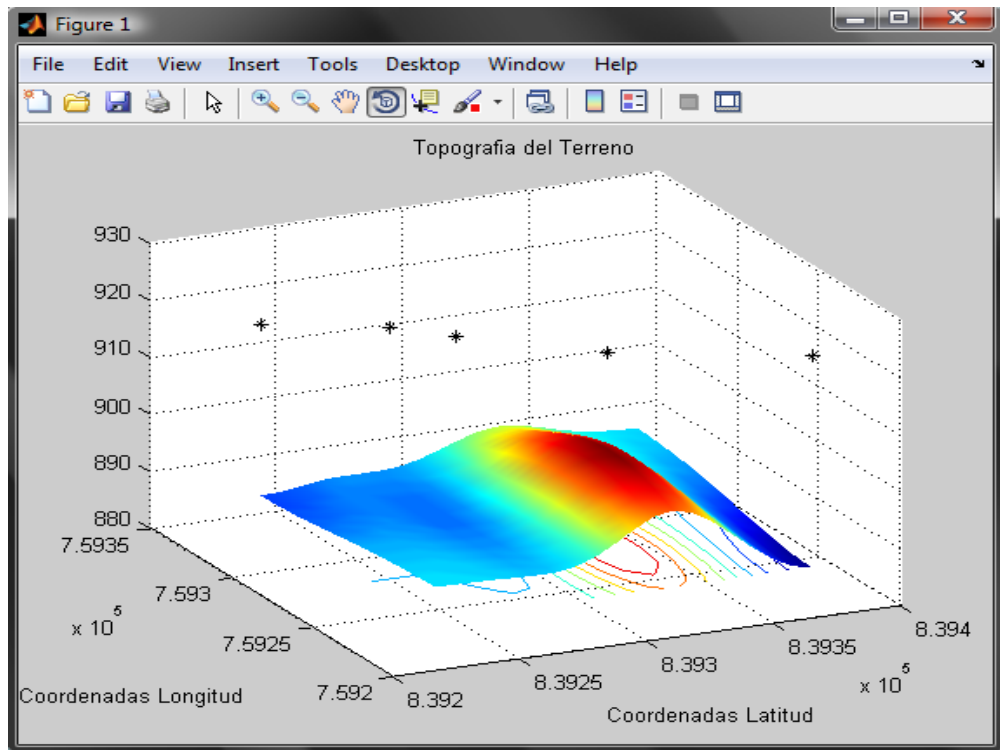 Figure 1
File Edit View Insert Tools Desktop Window Help
Topografia del Terreno
930
920
910
900
890
880
7.5935
7.593
7.5925
7.592
x 10^5
Coordenadas Longitud
8.392
8.3925
8.393
8.3935
8.394
x 10^5
Coordenadas Latitud